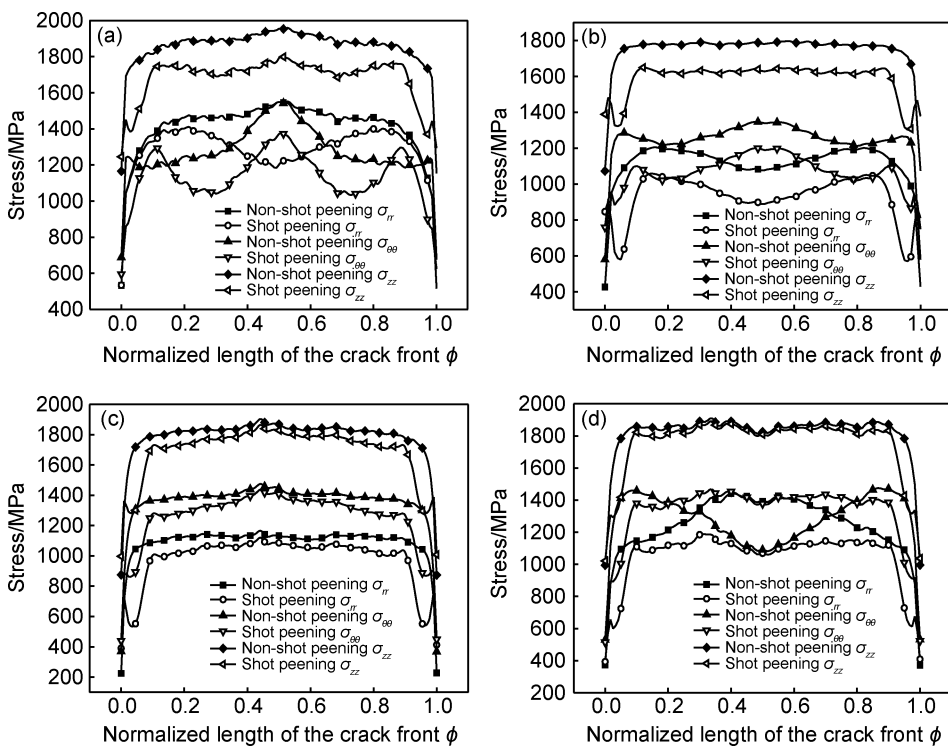 (a)
2000
1800
1600
1400
1200
1000
800
600
400
Stress/MPa
Non-shot peening σrr
Shot peening σrr
Non-shot peening σθθ
Shot peening σθθ
Non-shot peening σzz
Shot peening σzz
0.0 0.2 0.4 0.6 0.8 1.0
Normalized length of the crack front ϕ
(b)
1800
1600
1400
1200
1000
800
600
400
Stress/MPa
Non-shot peening σrr
Shot peening σrr
Non-shot peening σθθ
Shot peening σθθ
Non-shot peening σzz
Shot peening σzz
0.0 0.2 0.4 0.6 0.8 1.0
Normalized length of the crack front ϕ
(c)
2000
1800
1600
1400
1200
1000
800
600
400
200
Stress/MPa
Non-shot peening σrr
Shot peening σrr
Non-shot peening σθθ
Shot peening σθθ
Non-shot peening σzz
Shot peening σzz
0.0 0.2 0.4 0.6 0.8 1.0
Normalized length of the crack front ϕ
(d)
2000
1800
1600
1400
1200
1000
800
600
400
200
Stress/MPa
Non-shot peening σrr
Shot peening σrr
Non-shot peening σθθ
Shot peening σθθ
Non-shot peening σzz
Shot peening σzz
0.0 0.2 0.4 0.6 0.8 1.0
Normalized length of the crack front ϕ